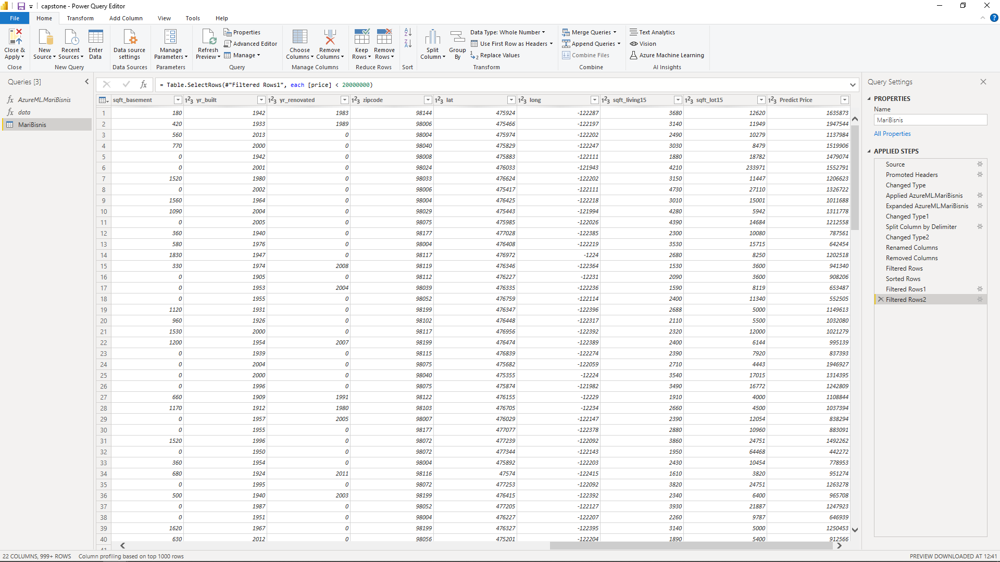 capstone - Power Query Editor
File Home Transform Add Column View Tools Help
Close & Apply
Close
New Source
Recent Sources
Enter Data
New Query
Data source settings
Data Sources
Manage Parameters
Parameters
Refresh Preview
Properties
Advanced Editor
Manage
Query
Choose Columns
Remove Columns
Manage Columns
Keep Rows
Remove Rows
Reduce Rows
Sort
Split Column
Group By
Data Type: Whole Number
Use First Row as Headers
Replace Values
Transform
Merge Queries
Append Queries
Combine Files
Combine
Text Analytics
Vision
Azure Machine Learning
AI Insights
Queries [3]
AzureML.MariBisnis
data
MariBisnis
= Table.SelectRows(#"Filtered Rows1", each [price] < 20000000)
sqft_basement yr_built yr_renovated zipcode lat long sqft_living15 sqft_lot15 Predict Price
1 180 1942 1983 98144 475924 -122287 3680 12620 1635873
2 420 1933 1989 98006 475466 -122197 3140 11949 1947544
3 560 2013 0 98004 475974 -122202 2490 10279 1137984
4 770 2000 0 98040 475829 -122247 3030 8479 1519906
5 0 1942 0 98008 475883 -122111 1880 18782 1479074
6 0 2001 0 98024 476033 -121943 4210 233971 1552791
7 1520 1980 0 98033 476624 -122202 3150 11447 1206623
8 0 2002 0 98006 475417 -122111 4730 27110 1326722
9 1560 1964 0 98004 476425 -122218 3010 15001 1011688
10 1090 2004 0 98029 475443 -121994 4280 5942 1311778
11 0 2005 0 98075 475985 -122026 4390 14684 1212558
12 360 1940 0 98177 477028 -122385 2300 10080 787561
13 580 1976 0 98004 476408 -122219 3530 15715 642454
14 1830 1947 0 98117 476972 -1224 2680 8250 1202518
15 330 1974 2008 98119 476346 -122364 1530 3600 941340
16 0 1905 0 98112 476227 -12231 2090 3600 908206
17 0 1953 2004 98039 476335 -122236 1590 8119 653487
18 0 1955 0 98052 476759 -122114 2400 11340 552505
19 1120 1931 0 98199 476347 -122396 2688 5000 1149613
20 960 1926 0 98102 476448 -122317 2110 5500 1032080
21 1530 2000 0 98117 476956 -122392 2320 12000 1021279
22 1200 1954 2007 98199 476474 -122389 2400 6144 995139
23 0 1939 0 98115 476839 -122274 2390 7920 837393
24 0 2004 0 98075 475682 -122059 2710 4443 1946927
25 0 2000 0 98040 475355 -12224 3540 17015 1314395
26 0 1996 0 98075 475874 -121982 3490 16772 1242809
27 660 1909 1991 98122 476155 -12229 1910 4000 1108844
28 1170 1912 1980 98103 476705 -12234 2660 4500 1037394
29 0 1957 2005 98007 476029 -122147 2390 12054 838294
30 0 1955 0 98177 477077 -122378 2880 10960 883091
31 1520 1996 0 98072 477239 -122092 3860 24751 1492262
32 0 1950 0 98072 477344 -122143 1950 64468 442272
33 360 1954 0 98004 475892 -122203 2430 10454 778953
34 680 1924 2011 98116 47574 -122415 1610 3820 951274
35 0 1995 0 98072 477253 -122092 3820 24751 1263278
36 500 1940 2003 98199 476415 -122392 2340 6400 965708
37 0 1987 0 98052 477205 -122127 3930 21887 1247923
38 0 1951 0 98004 476227 -122207 2260 9787 646939
39 1620 1967 0 98199 476327 -122395 3140 5000 1250453
40 630 2012 0 98056 475201 -122204 1890 5400 912566
41
Query Settings
PROPERTIES
Name
MariBisnis
All Properties
APPLIED STEPS
Source
Promoted Headers
Changed Type
Applied AzureML.MariBisnis
Expanded AzureML.MariBisnis
Changed Type1
Split Column by Delimiter
Changed Type2
Renamed Columns
Removed Columns
Filtered Rows
Sorted Rows
Filtered Rows1
Filtered Rows2
22 COLUMNS, 999+ ROWS Column profiling based on top 1000 rows
PREVIEW DOWNLOADED AT 12:41